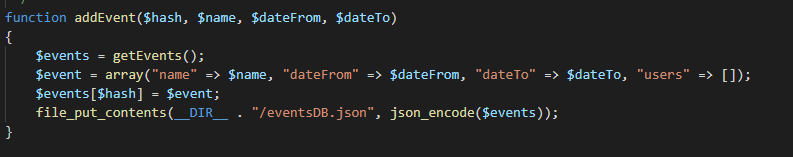 function addEvent($hash, $name, $dateFrom, $dateTo)
{
    $events = getEvents();
    $event = array("name" => $name, "dateFrom" => $dateFrom, "dateTo" => $dateTo, "users" => []);
    $events[$hash] = $event;
    file_put_contents(__DIR__ . "/eventsDB.json", json_encode($events));
}